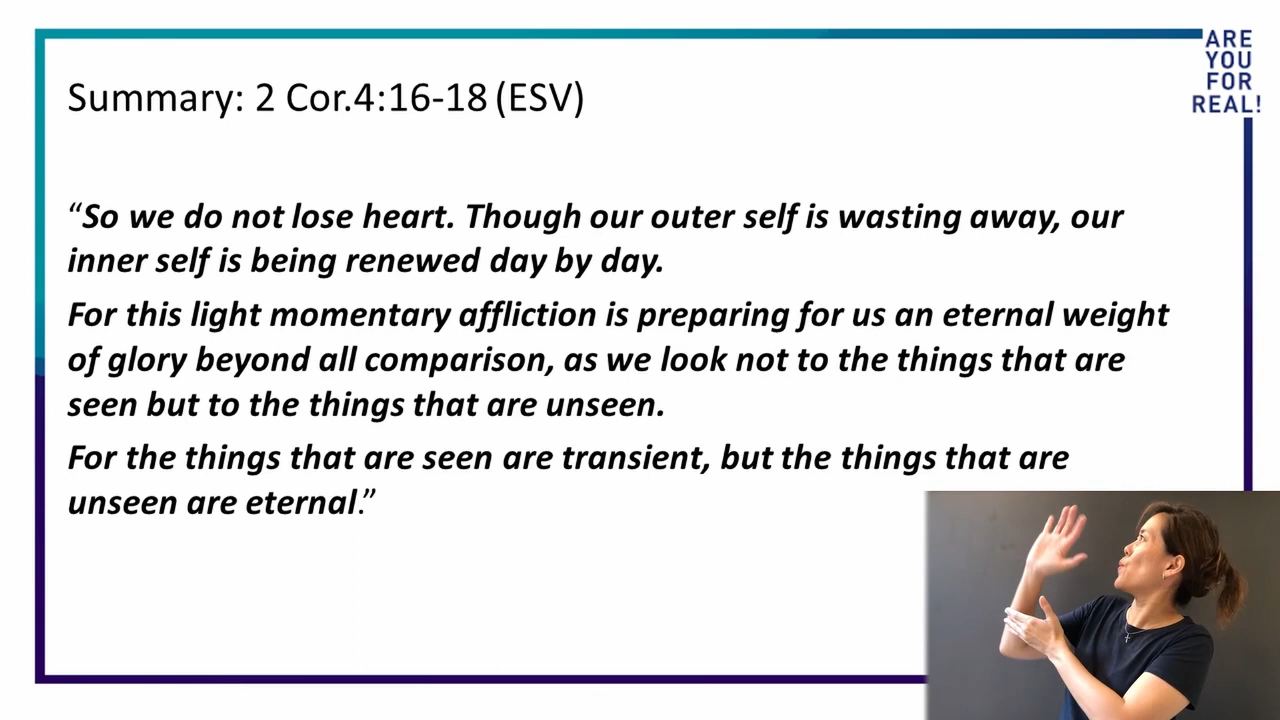 ARE
YOU
FOR
REAL!
Summary: 2 Cor.4:16-18 (ESV)
“So we do not lose heart. Though our outer self is wasting away, our
inner self is being renewed day by day.
For this light momentary affliction is preparing for us an eternal weight
of glory beyond all comparison, as we look not to the things that are
seen but to the things that are unseen.
For the things that are seen are transient, but the things that are
unseen are eternal.”